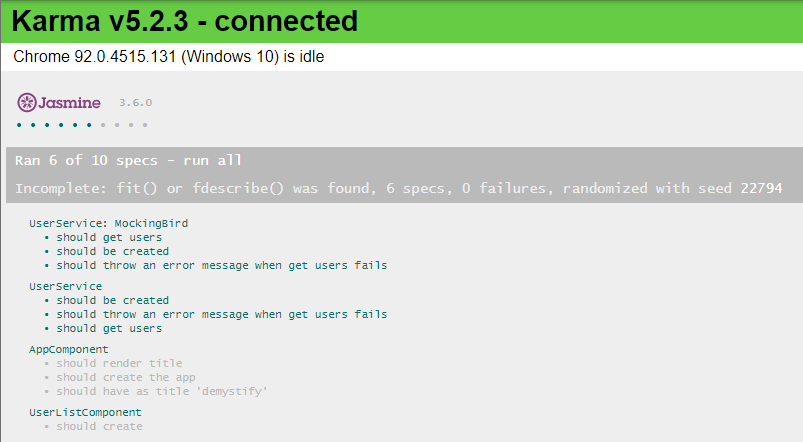 Karma v5.2.3 - connected
Chrome 92.0.4515.131 (Windows 10) is idle
Jasmine 3.6.0
Ran 6 of 10 specs - run all
Incomplete: fit() or fdescribe() was found, 6 specs, 0 failures, randomized with seed 22794
UserService: MockingBird
• should get users
• should be created
• should throw an error message when get users fails
UserService
• should be created
• should throw an error message when get users fails
• should get users
AppComponent
• should render title
• should create the app
• should have as title 'demystify'
UserListComponent
• should create